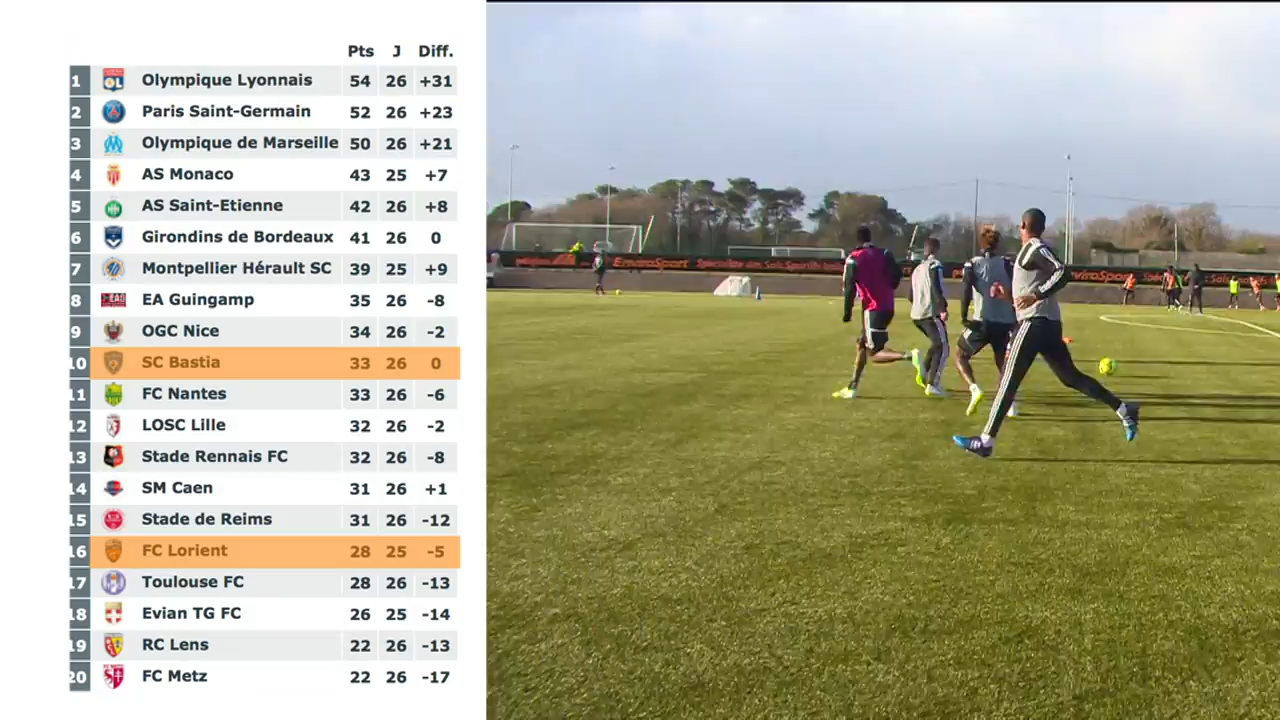 Pts J Diff.
1 Olympique Lyonnais 54 26 +31
2 Paris Saint-Germain 52 26 +23
3 Olympique de Marseille 50 26 +21
4 AS Monaco 43 25 +7
5 AS Saint-Etienne 42 26 +8
6 Girondins de Bordeaux 41 26 0
7 Montpellier Hérault SC 39 25 +9
8 EA Guingamp 35 26 -8
9 OGC Nice 34 26 -2
10 SC Bastia 33 26 0
11 FC Nantes 33 26 -6
12 LOSC Lille 32 26 -2
13 Stade Rennais FC 32 26 -8
14 SM Caen 31 26 +1
15 Stade de Reims 31 26 -12
16 FC Lorient 28 25 -5
17 Toulouse FC 28 26 -13
18 Evian TG FC 26 25 -14
19 RC Lens 22 26 -13
20 FC Metz 22 26 -17
EnviroSport